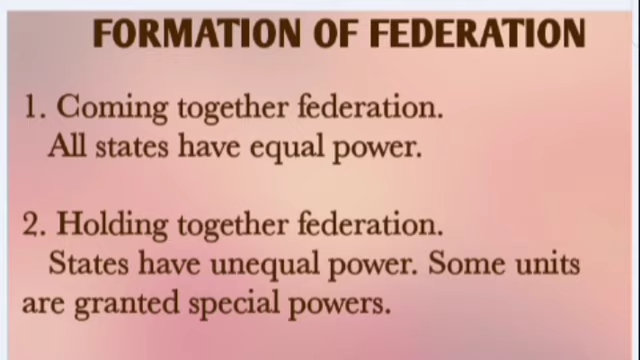 FORMATION OF FEDERATION
1. Coming together federation.
All states have equal power.
2. Holding together federation.
States have unequal power. Some units
are granted special powers.